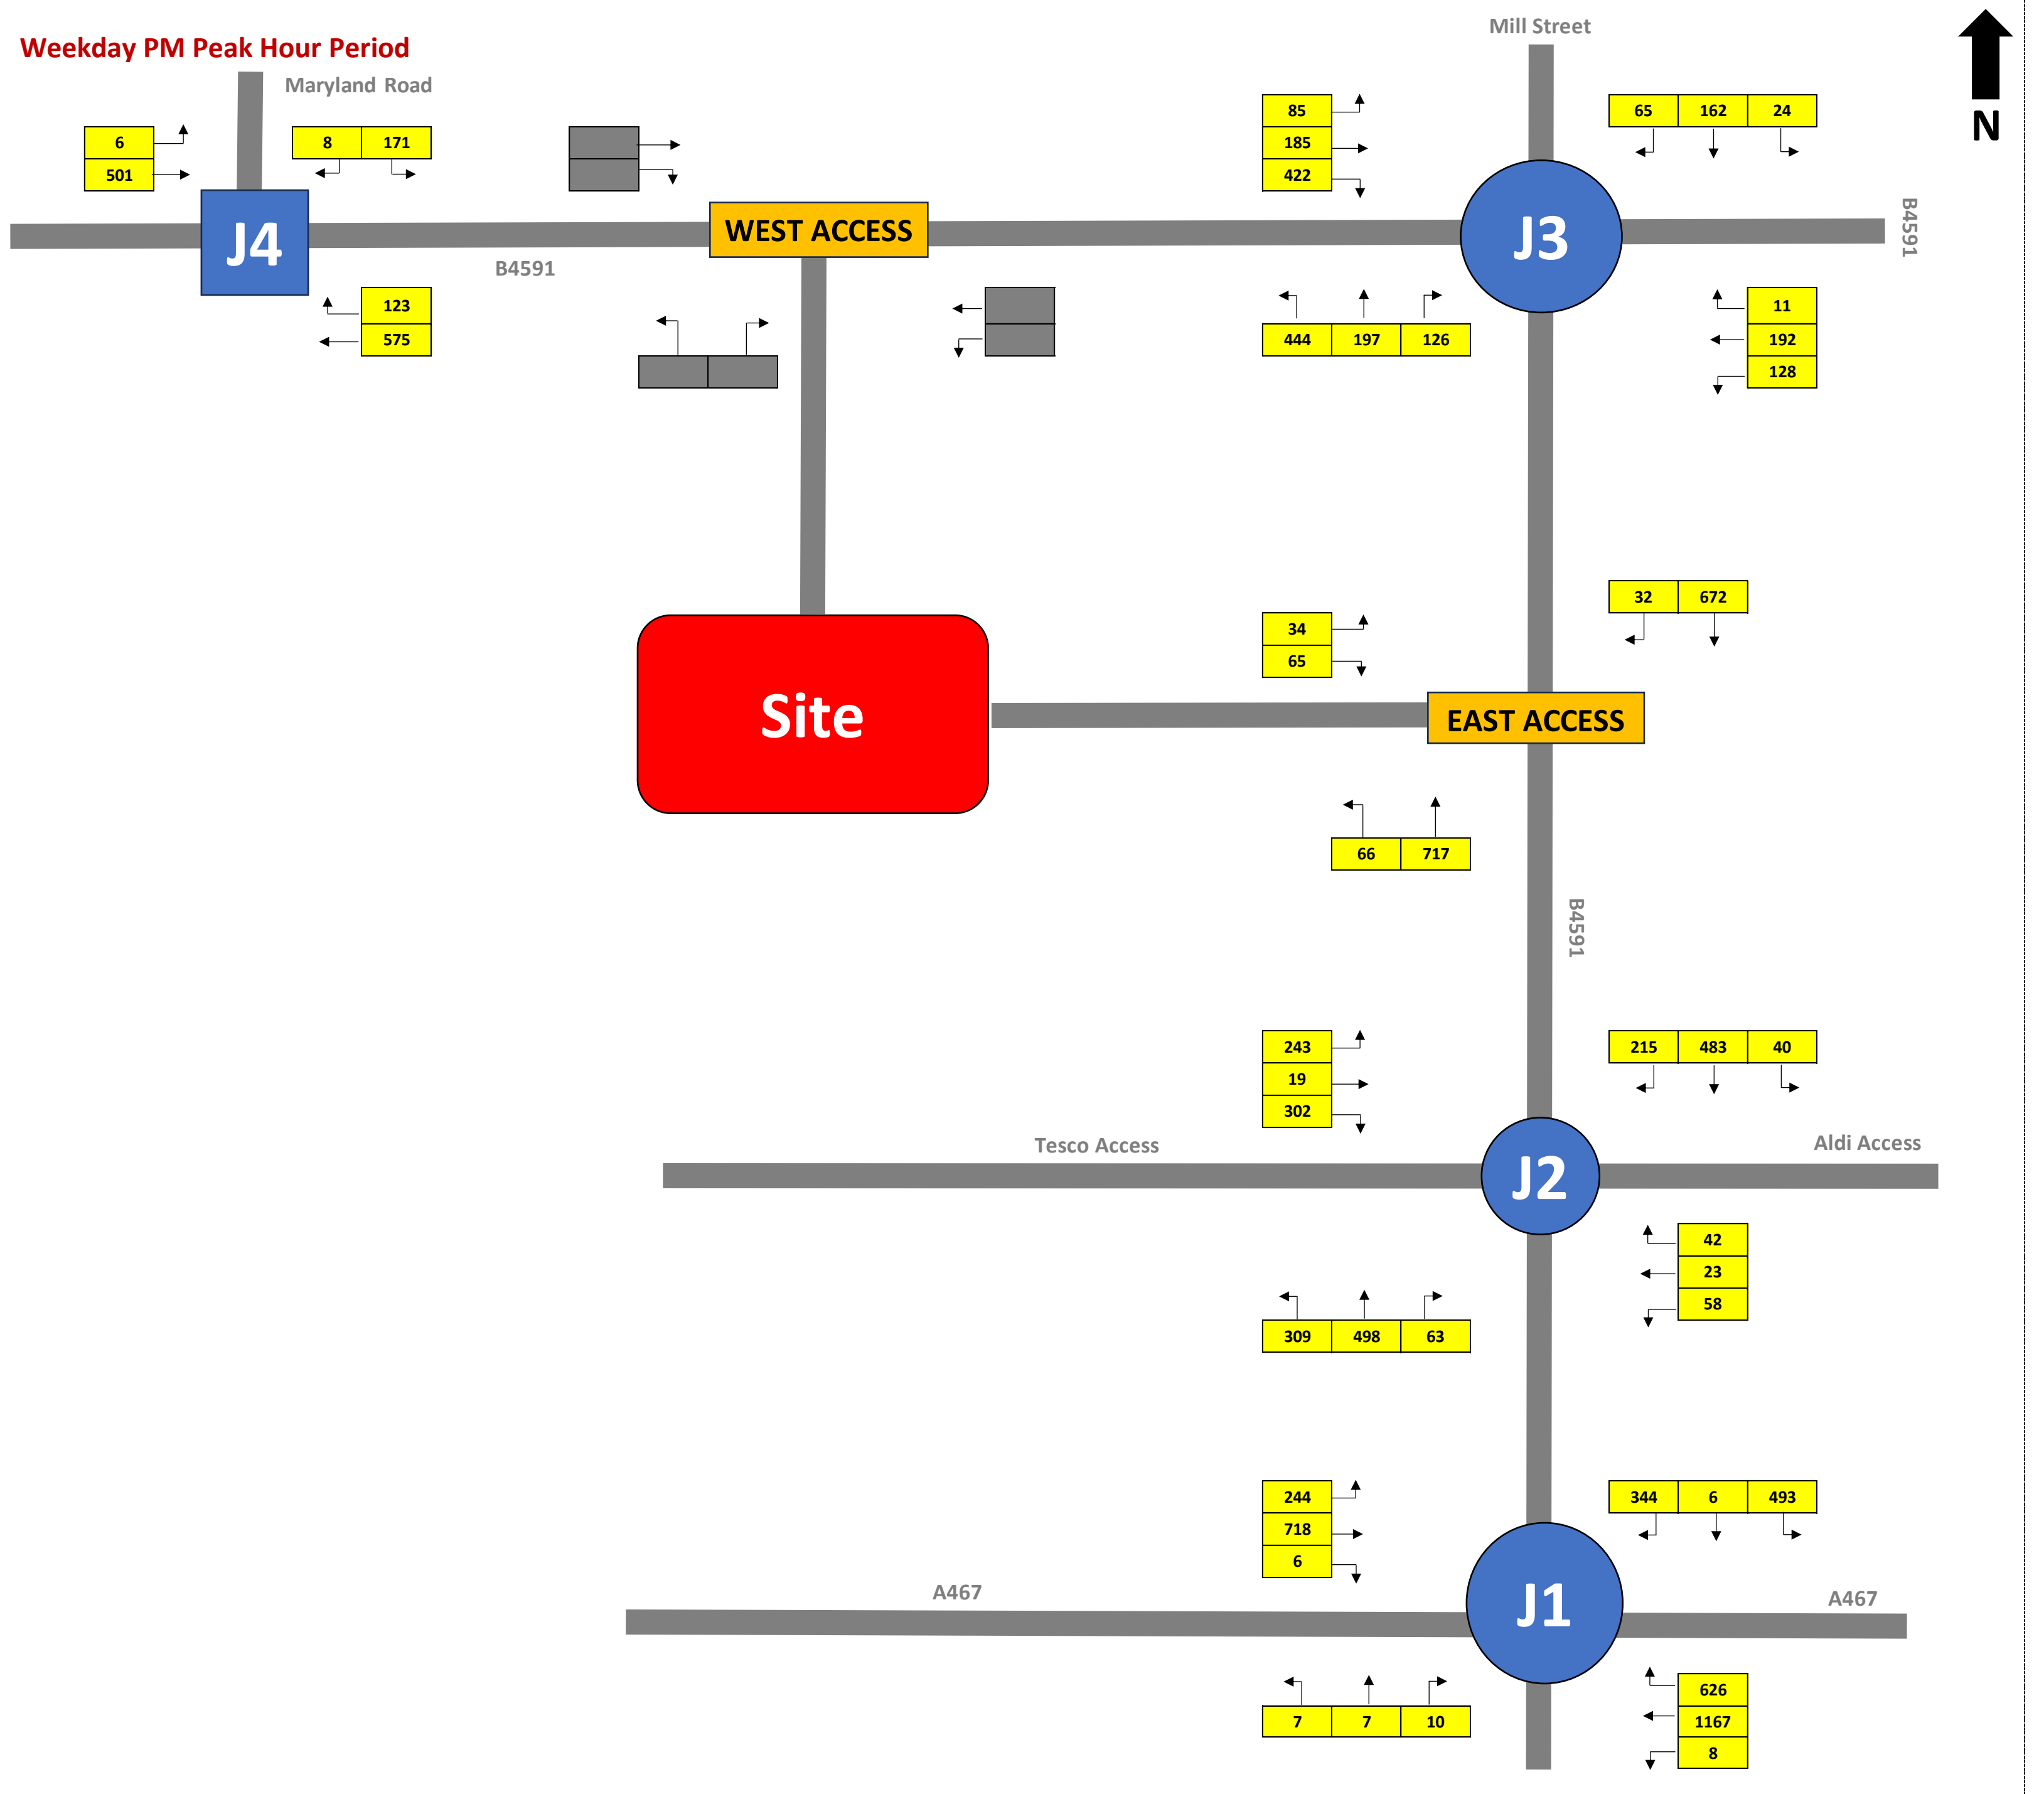 Mill Street
Weekday PM Peak Hour Period
Maryland Road
N
6
501
8 171
85
185
422
65 162 24
J4
WEST ACCESS
J3
B4591
B4591
123
575
444 197 126
11
192
128
34
65
32 672
Site
EAST ACCESS
66 717
B4591
243
19
302
215 483 40
Tesco Access
Aldi Access
J2
42
23
58
309 498 63
244
718
6
344 6 493
A467
A467
J1
7 7 10
626
1167
8